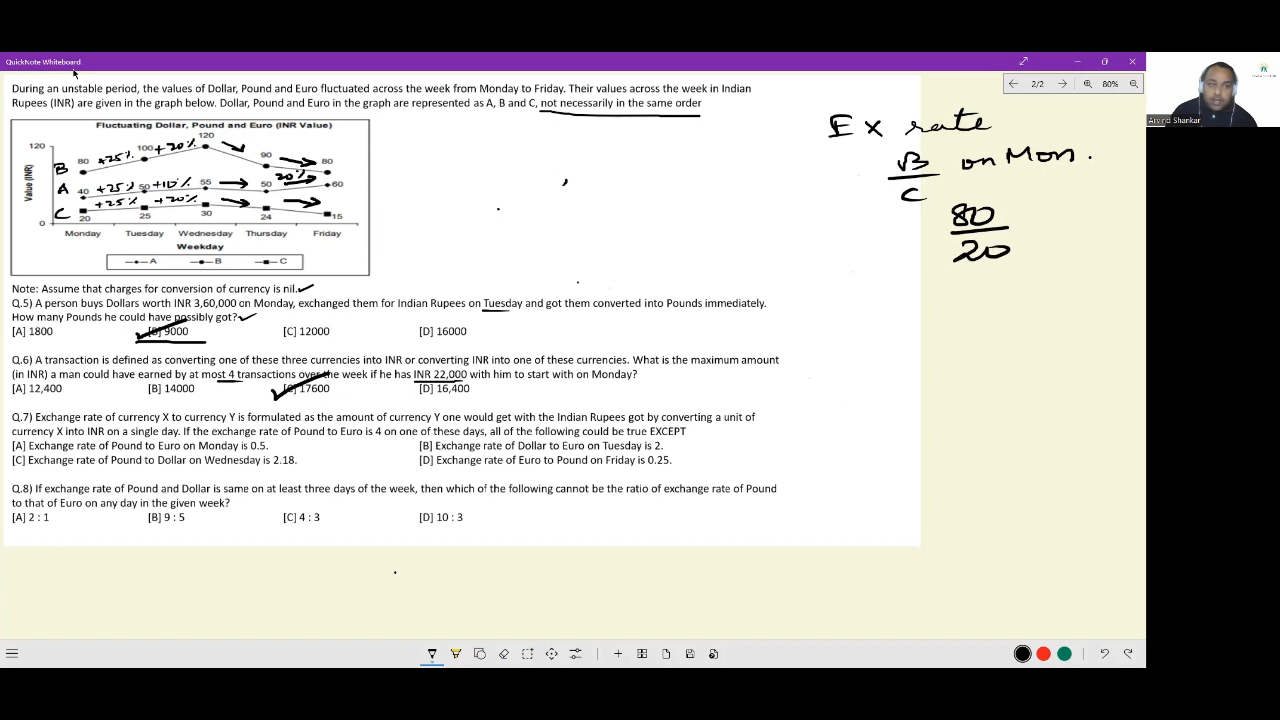 QuickNote Whiteboard
During an unstable period, the values of Dollar, Pound and Euro fluctuated across the week from Monday to Friday. Their values across the week in Indian
Rupees (INR) are given in the graph below. Dollar, Pound and Euro in the graph are represented as A, B and C, not necessarily in the same order
2/2
80%
Arvind Shankar
Fluctuating Dollar, Pound and Euro (INR Value)
120
80 +25% 100 +20% 120 90 80
B
Value (INR)
A 40 +25% 50 +10% 55 50 20% 60
C 20 +25% 25 +20% 30 24 15
0
Monday Tuesday Wednesday Thursday Friday
Weekday
A B C
Ex rate
B/C on Mon.
80/20
Note: Assume that charges for conversion of currency is nil.
Q.5) A person buys Dollars worth INR 3,60,000 on Monday, exchanged them for Indian Rupees on Tuesday and got them converted into Pounds immediately.
How many Pounds he could have possibly got?
[A] 1800 [B] 9000 [C] 12000 [D] 16000
Q.6) A transaction is defined as converting one of these three currencies into INR or converting INR into one of these currencies. What is the maximum amount
(in INR) a man could have earned by at most 4 transactions over the week if he has INR 22,000 with him to start with on Monday?
[A] 12,400 [B] 14000 [C] 17600 [D] 16,400
Q.7) Exchange rate of currency X to currency Y is formulated as the amount of currency Y one would get with the Indian Rupees got by converting a unit of
currency X into INR on a single day. If the exchange rate of Pound to Euro is 4 on one of these days, all of the following could be true EXCEPT
[A] Exchange rate of Pound to Euro on Monday is 0.5. [B] Exchange rate of Dollar to Euro on Tuesday is 2.
[C] Exchange rate of Pound to Dollar on Wednesday is 2.18. [D] Exchange rate of Euro to Pound on Friday is 0.25.
Q.8) If exchange rate of Pound and Dollar is same on at least three days of the week, then which of the following cannot be the ratio of exchange rate of Pound
to that of Euro on any day in the given week?
[A] 2 : 1 [B] 9 : 5 [C] 4 : 3 [D] 10 : 3